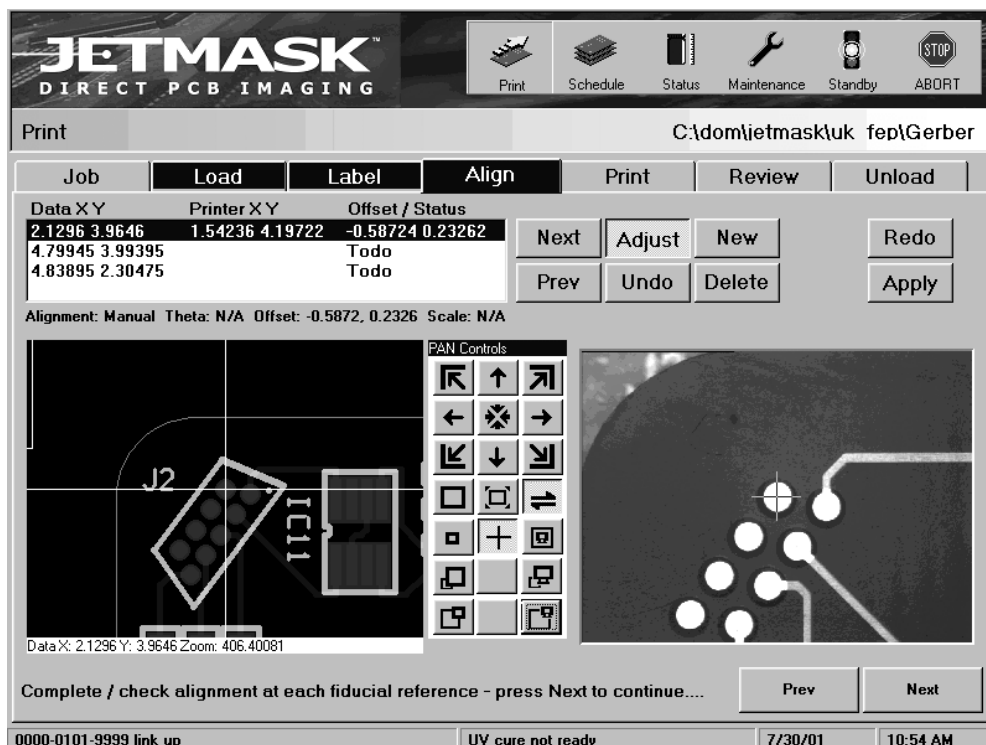 JETMASK™
DIRECT PCB IMAGING
Print Schedule Status Maintenance Standby ABORT
STOP
Print C:\dom\jetmask\uk_fep\Gerber
Job Load Label Align Print Review Unload
Data X Y Printer X Y Offset / Status
2.1296 3.9646 1.54236 4.19722 -0.58724 0.23262
4.79945 3.99395 Todo
4.83895 2.30475 Todo
Next Adjust New Redo
Prev Undo Delete Apply
Alignment: Manual Theta: N/A Offset: -0.5872, 0.2326 Scale: N/A
PAN Controls
J2
IC11
Data X: 2.1296 Y: 3.9646 Zoom: 406.40081
Complete / check alignment at each fiducial reference - press Next to continue....
Prev Next
0000-0101-9999 link up UV cure not ready 7/30/01 10:54 AM